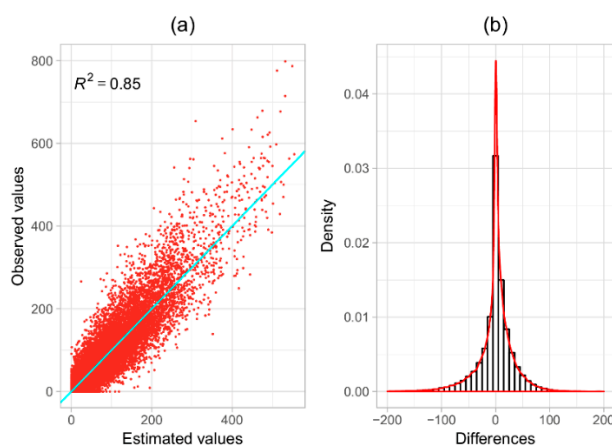 (a)
(b)
R² = 0.85
Observed values
800
600
400
200
0
0
200
400
Estimated values
Density
0.04
0.03
0.02
0.01
0.00
−200
−100
0
100
200
Differences